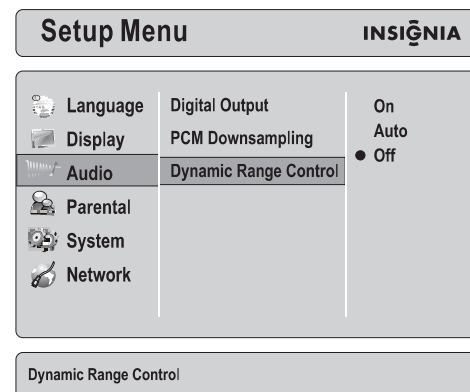 Setup Menu
INSIGNIA
Language
Display
Audio
Parental
System
Network
Digital Output
PCM Downsampling
Dynamic Range Control
On
Auto
Off
Dynamic Range Control